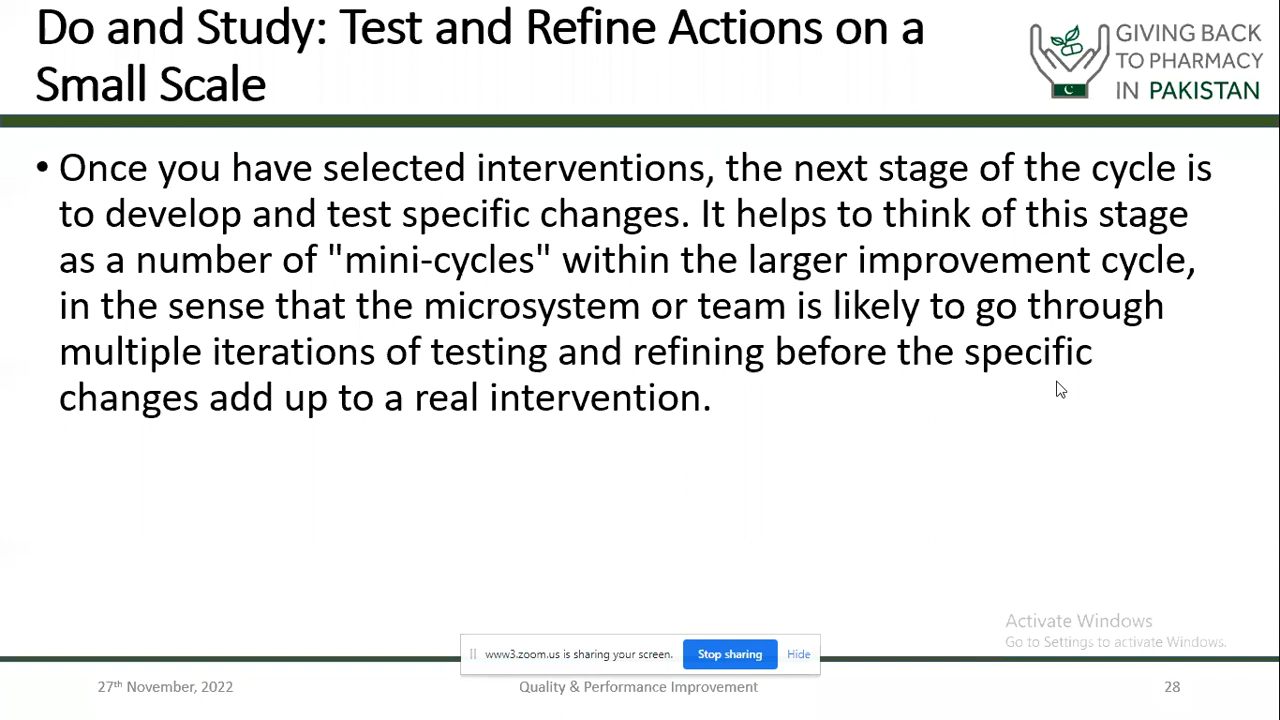 Do and Study: Test and Refine Actions on a
Small Scale
GIVING BACK
TO PHARMACY
IN PAKISTAN
• Once you have selected interventions, the next stage of the cycle is
to develop and test specific changes. It helps to think of this stage
as a number of "mini-cycles" within the larger improvement cycle,
in the sense that the microsystem or team is likely to go through
multiple iterations of testing and refining before the specific
changes add up to a real intervention.
Activate Windows
Go to Settings to activate Windows.
www3.zoom.us is sharing your screen. Stop sharing Hide
27th November, 2022 Quality & Performance Improvement 28